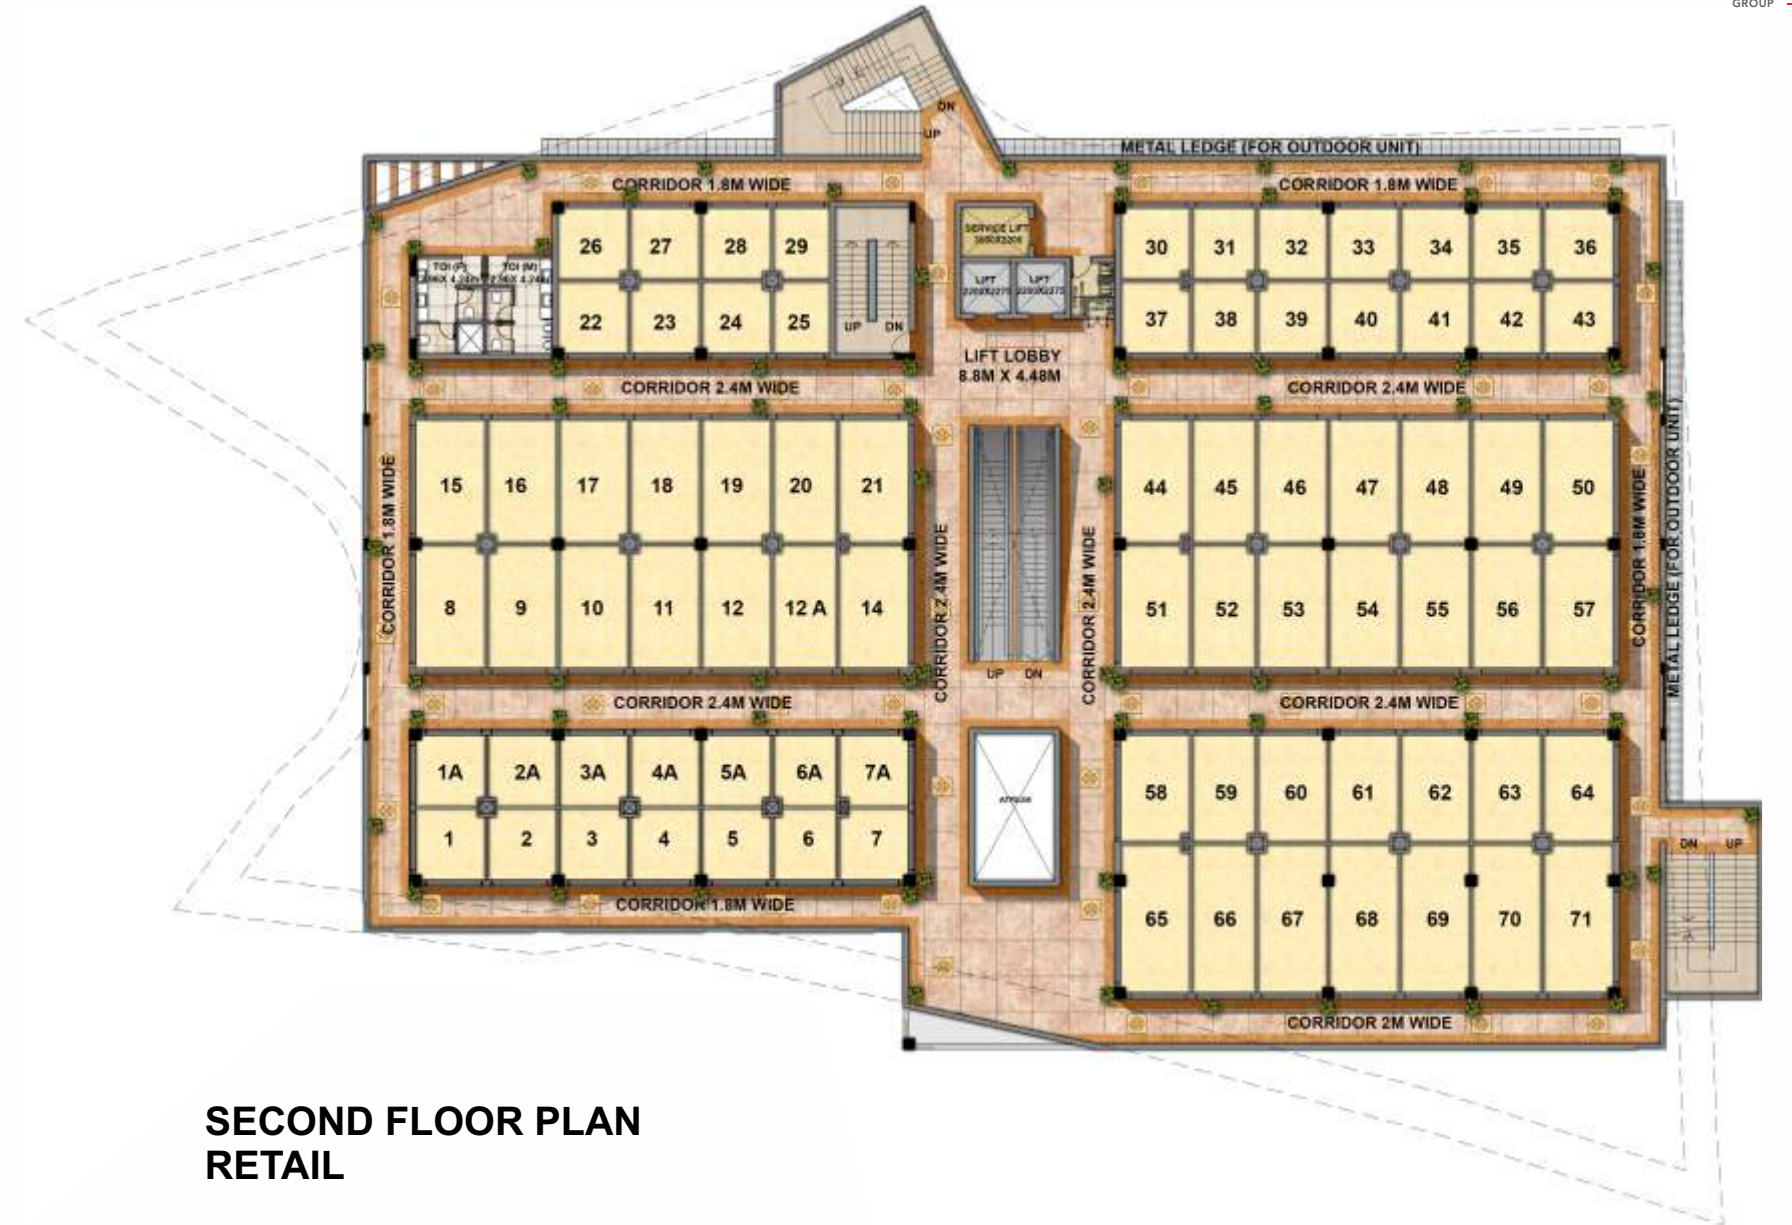 GROUP
DN
UP
METAL LEDGE (FOR OUTDOOR UNIT)
CORRIDOR 1.8M WIDE
CORRIDOR 1.8M WIDE
26 27 28 29
SERVICE LIFT
30 31 32 33 34 35 36
TOI (F) TOI (M)
LIFT LIFT
22 23 24 25
UP DN
37 38 39 40 41 42 43
LIFT LOBBY
8.8M X 4.48M
CORRIDOR 2.4M WIDE
CORRIDOR 2.4M WIDE
15 16 17 18 19 20 21
44 45 46 47 48 49 50
CORRIDOR 1.8M WIDE
CORRIDOR 2.4M WIDE
CORRIDOR 2.4M WIDE
CORRIDOR 1.8M WIDE
METAL LEDGE (FOR OUTDOOR UNIT)
8 9 10 11 12 12 A 14
51 52 53 54 55 56 57
UP DN
CORRIDOR 2.4M WIDE
CORRIDOR 2.4M WIDE
1A 2A 3A 4A 5A 6A 7A
58 59 60 61 62 63 64
ATRIUM
1 2 3 4 5 6 7
DN UP
CORRIDOR 1.8M WIDE
65 66 67 68 69 70 71
CORRIDOR 2M WIDE
SECOND FLOOR PLAN
RETAIL